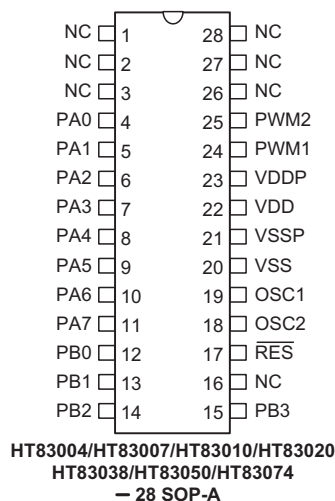 NC 1 28 NC
NC 2 27 NC
NC 3 26 NC
PA0 4 25 PWM2
PA1 5 24 PWM1
PA2 6 23 VDDP
PA3 7 22 VDD
PA4 8 21 VSSP
PA5 9 20 VSS
PA6 10 19 OSC1
PA7 11 18 OSC2
PB0 12 17 R̅E̅S̅
PB1 13 16 NC
PB2 14 15 PB3
HT83004/HT83007/HT83010/HT83020
HT83038/HT83050/HT83074
– 28 SOP-A